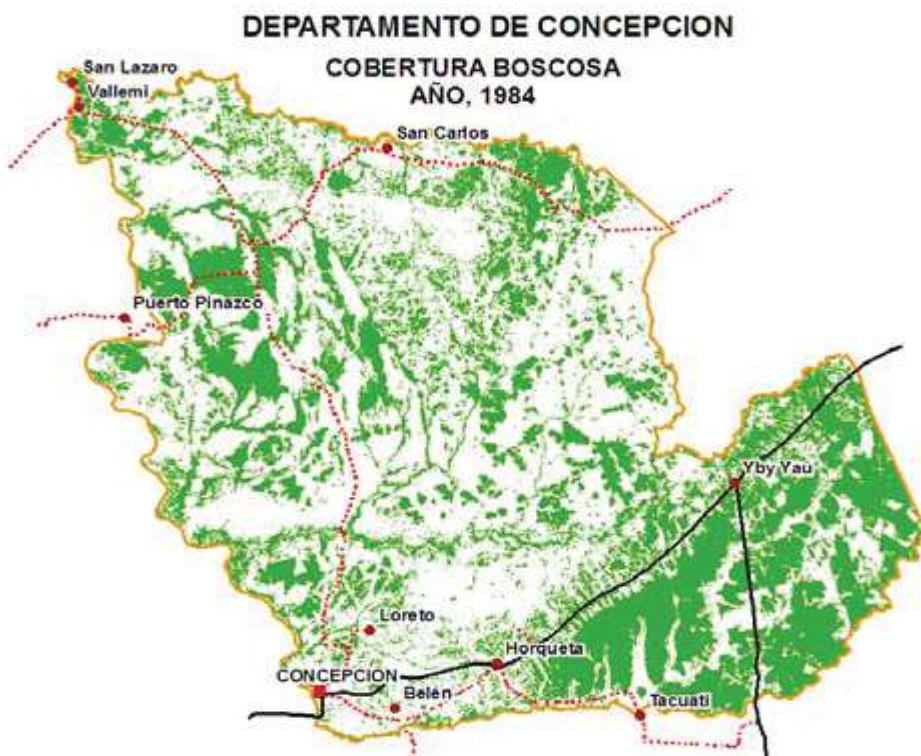 DEPARTAMENTO DE CONCEPCION
COBERTURA BOSCOSA
AÑO, 1984
San Lazaro
Vallemi
San Carlos
Puerto Pinazco
Yby Yaú
Loreto
Horqueta
CONCEPCION
Belén
Tacuati